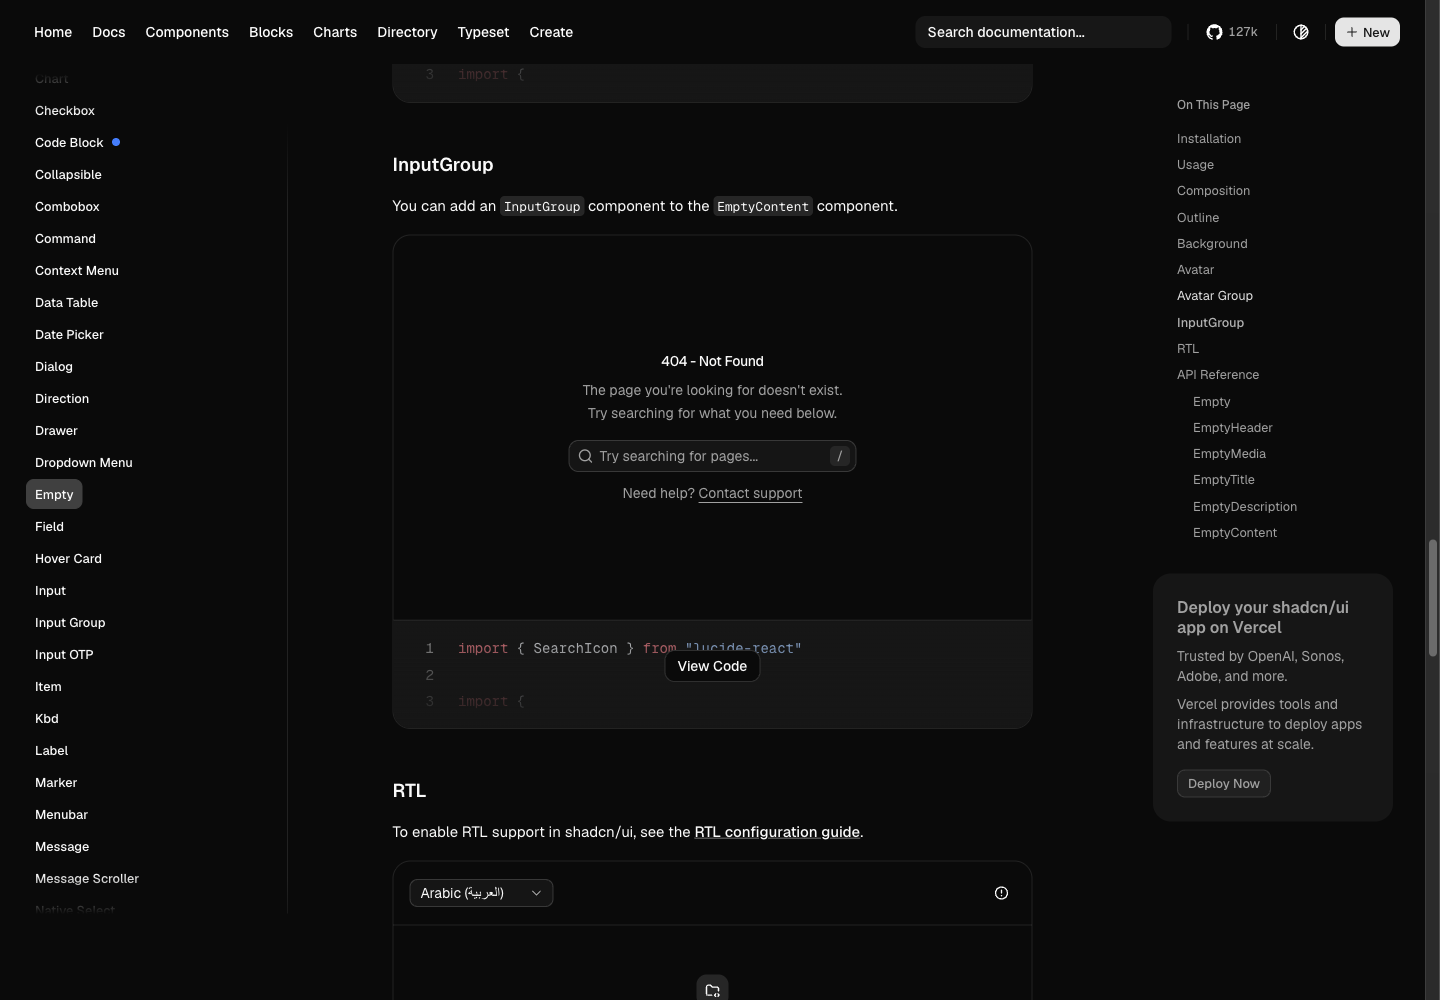 Home Docs Components Blocks Charts Directory Typeset Create
Search documentation...
127k
New
Chart
Checkbox
Code Block
Collapsible
Combobox
Command
Context Menu
Data Table
Date Picker
Dialog
Direction
Drawer
Dropdown Menu
Empty
Field
Hover Card
Input
Input Group
Input OTP
Item
Kbd
Label
Marker
Menubar
Message
Message Scroller
Native Select
3 import {
InputGroup
You can add an InputGroup component to the EmptyContent component.
404 - Not Found
The page you're looking for doesn't exist.
Try searching for what you need below.
Try searching for pages... /
Need help? Contact support
1 import { SearchIcon } from "lucide-react"
View Code
2
3 import {
RTL
To enable RTL support in shadcn/ui, see the RTL configuration guide.
Arabic (العربية)
On This Page
Installation
Usage
Composition
Outline
Background
Avatar
Avatar Group
InputGroup
RTL
API Reference
Empty
EmptyHeader
EmptyMedia
EmptyTitle
EmptyDescription
EmptyContent
Deploy your shadcn/ui
app on Vercel
Trusted by OpenAI, Sonos,
Adobe, and more.
Vercel provides tools and
infrastructure to deploy apps
and features at scale.
Deploy Now